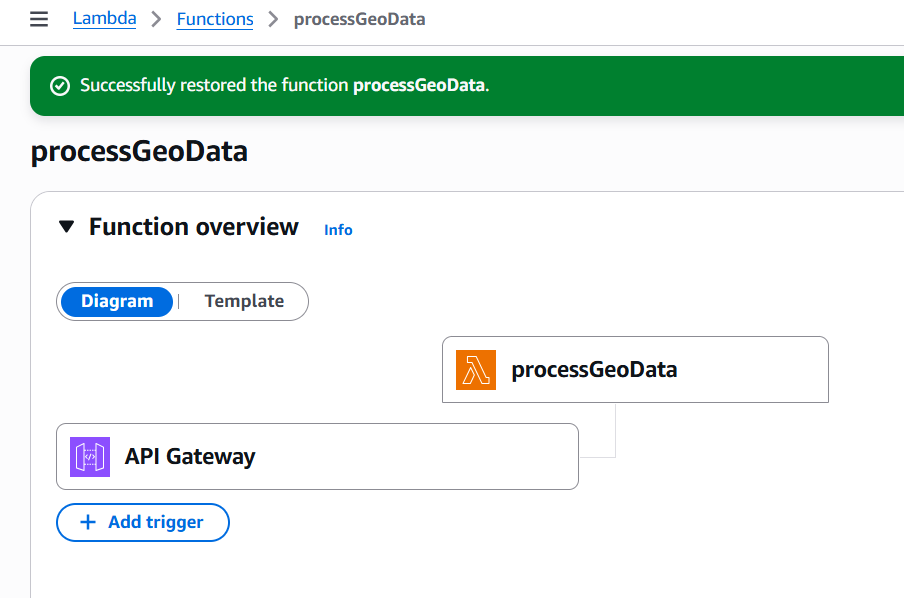 Lambda Functions processGeoData
Successfully restored the function processGeoData.
processGeoData
Function overview Info
Diagram Template
processGeoData
API Gateway
Add trigger